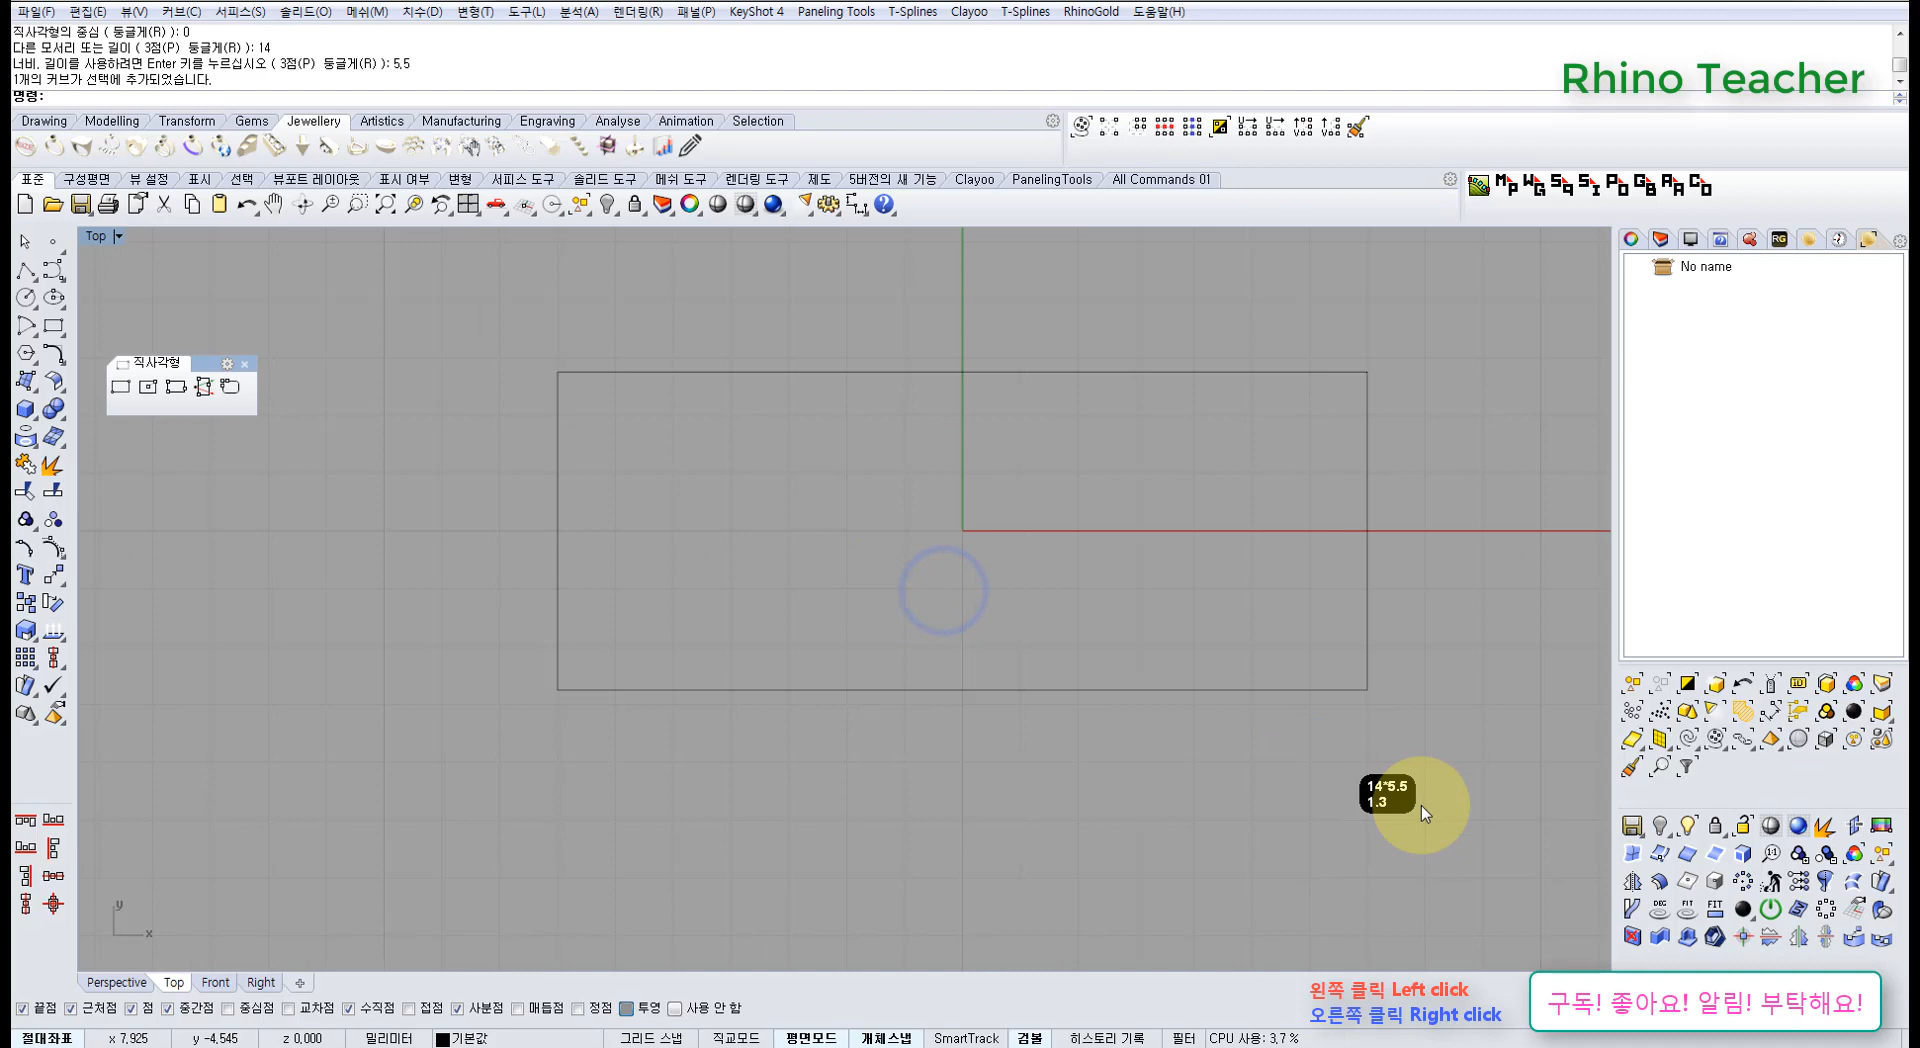 파일(F) 편집(E) 뷰(V) 커브(C) 서피스(S) 솔리드(O) 메쉬(M) 치수(D) 변형(T) 도구(L) 분석(A) 렌더링(R) 패널(P) KeyShot 4 Paneling Tools T-Splines Clayoo T-Splines RhinoGold 도움말(H)
직사각형의 중심 ( 둥글게(R) ): 0
다른 모서리 또는 길이 ( 3점(P) 둥글게(R) ): 14
너비. 길이를 사용하려면 Enter 키를 누르십시오 ( 3점(P) 둥글게(R) ): 5.5
1개의 커브가 선택에 추가되었습니다.
명령:
Rhino Teacher
Drawing Modelling Transform Gems Jewellery Artistics Manufacturing Engraving Analyse Animation Selection
표준 구성평면 뷰 설정 표시 선택 뷰포트 레이아웃 표시 여부 변형 서피스 도구 솔리드 도구 메쉬 도구 렌더링 도구 제도 5버전의 새 기능 Clayoo PanelingTools All Commands 01
Top
No name
직사각형
14*5.5
1.3
y
x
Perspective Top Front Right
끝점 근처점 점 중간점 중심점 교차점 수직점 접점 사분점 매듭점 정점 투영 사용 안 함
왼쪽 클릭 Left click
오른쪽 클릭 Right click
구독! 좋아요! 알림! 부탁해요!
절대좌표 x 7,925 y -4,545 z 0,000 밀리미터 기본값 그리드 스냅 직교모드 평면모드 개체스냅 SmartTrack 검볼 히스토리 기록 필터 CPU 사용: 3,7 %